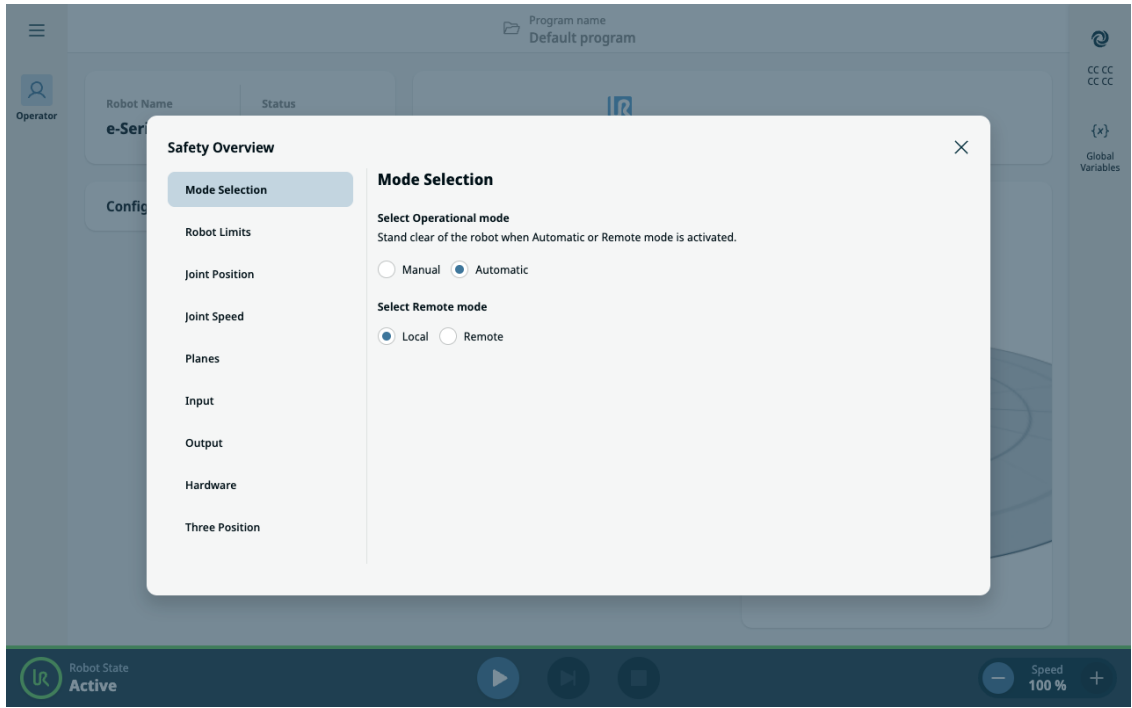 Program name
Default program
Operator
Robot Name
Status
e-Seri
Config
CC CC
CC CC
{x}
Global
Variables
Safety Overview
Mode Selection
Robot Limits
Joint Position
Joint Speed
Planes
Input
Output
Hardware
Three Position
Mode Selection
Select Operational mode
Stand clear of the robot when Automatic or Remote mode is activated.
Manual
Automatic
Select Remote mode
Local
Remote
Robot State
Active
Speed
100 %